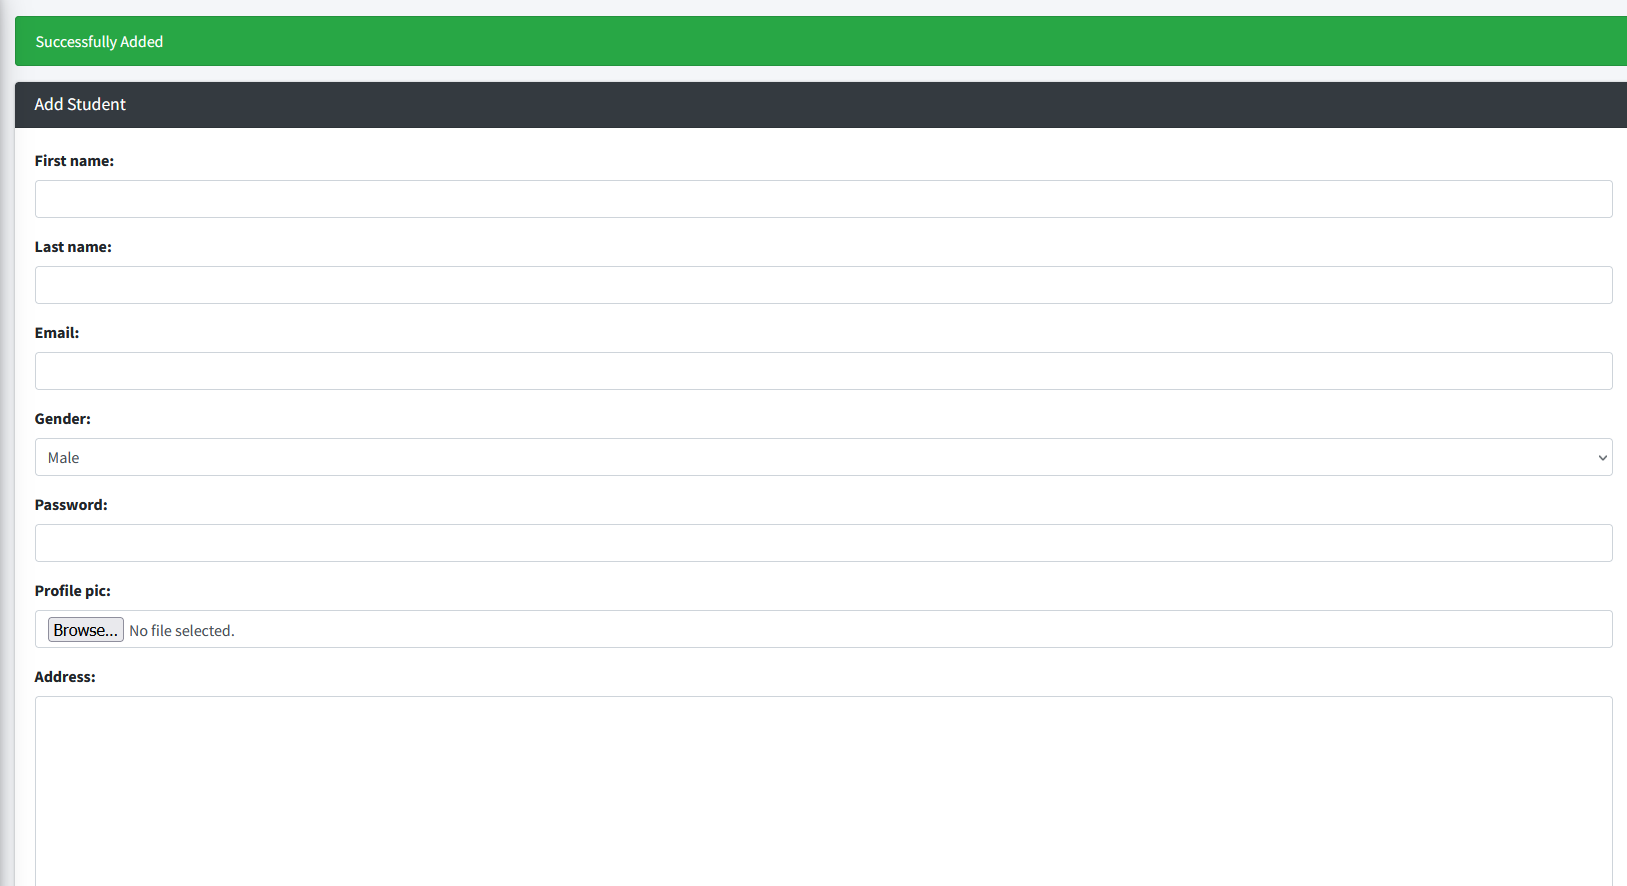 Successfully Added
Add Student
First name:
Last name:
Email:
Gender:
Male
Password:
Profile pic:
Browse... No file selected.
Address: